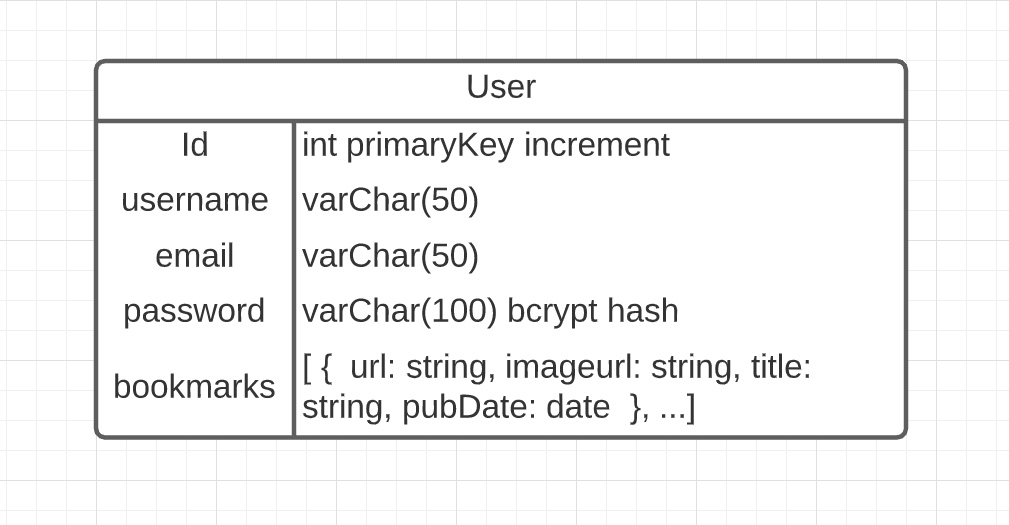 User
Id int primaryKey increment
username varChar(50)
email varChar(50)
password varChar(100) bcrypt hash
bookmarks [ {  url: string, imageurl: string, title:
string, pubDate: date  }, ...]